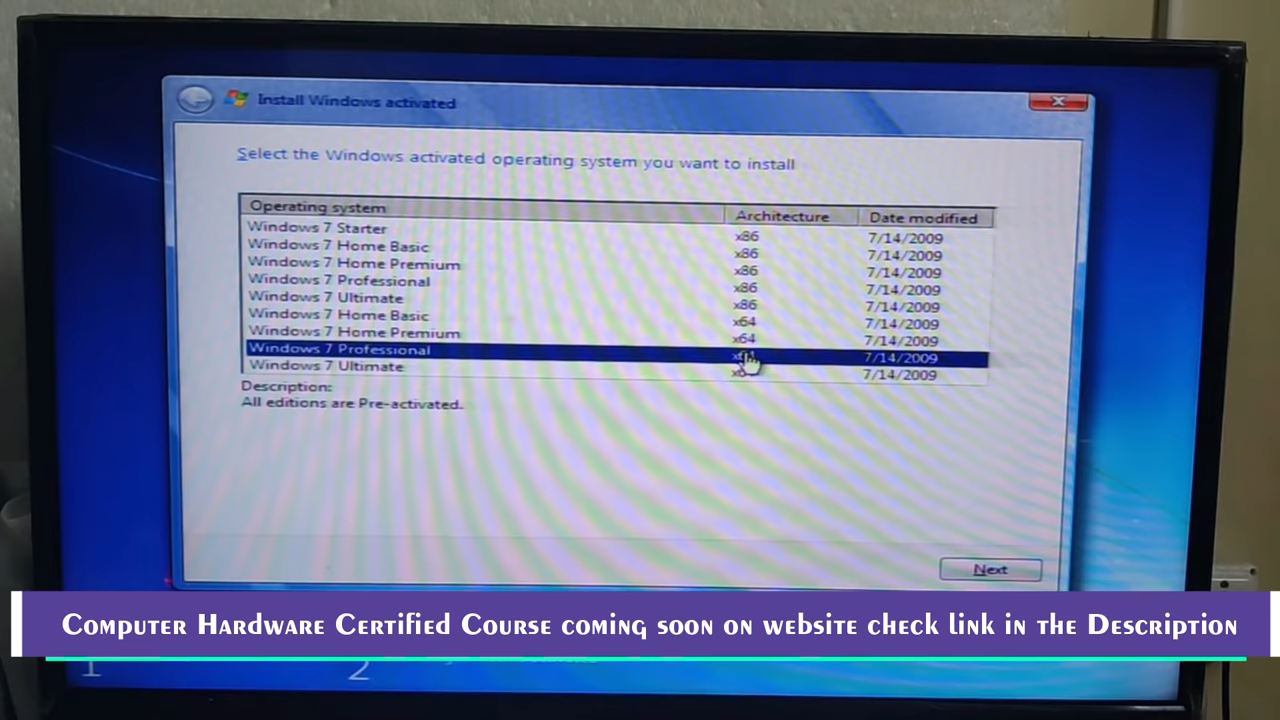 Install Windows activated
Select the Windows activated operating system you want to install
Operating system Architecture Date modified
Windows 7 Starter x86 7/14/2009
Windows 7 Home Basic x86 7/14/2009
Windows 7 Home Premium x86 7/14/2009
Windows 7 Professional x86 7/14/2009
Windows 7 Ultimate x86 7/14/2009
Windows 7 Home Basic x64 7/14/2009
Windows 7 Home Premium x64 7/14/2009
Windows 7 Professional 7/14/2009
Windows 7 Ultimate 7/14/2009
Description:
All editions are Pre-activated.
Next
Computer Hardware Certified Course coming soon on website check link in the Description
1 2